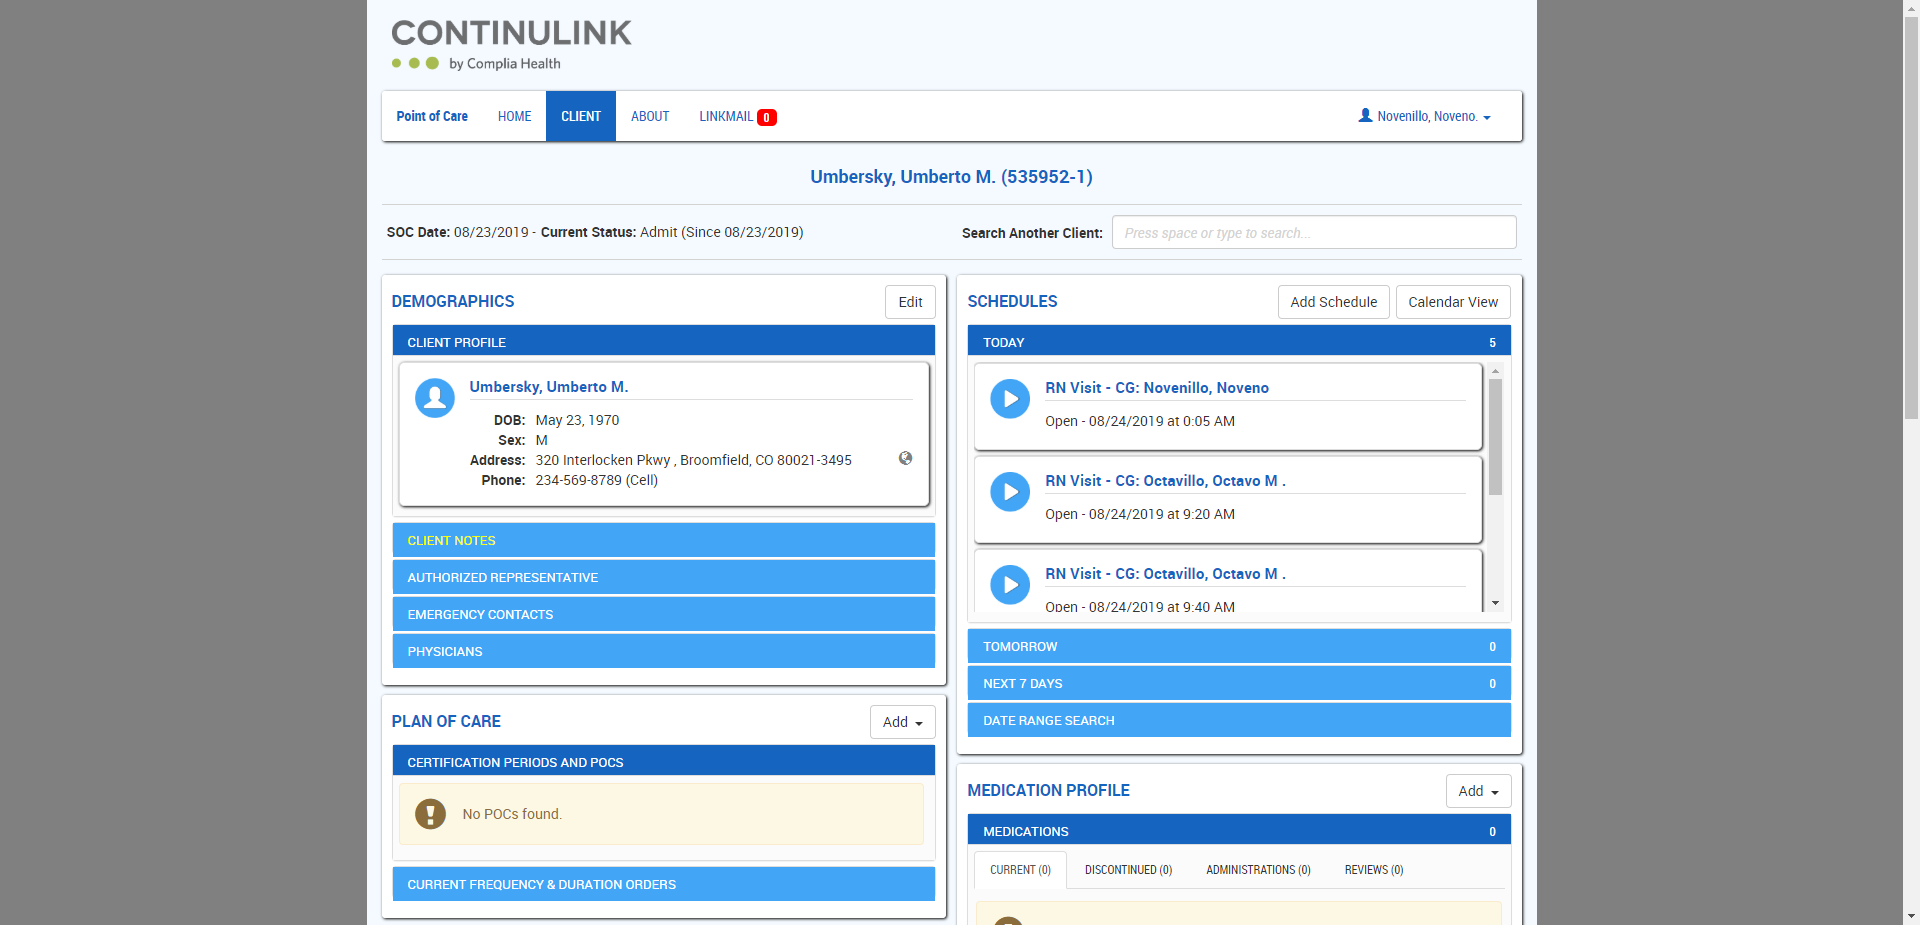 CONTINULINK
by Complia Health
Point of Care HOME CLIENT ABOUT LINKMAIL 0 Novenillo, Noveno.
Umbersky, Umberto M. (535952-1)
SOC Date: 08/23/2019 - Current Status: Admit (Since 08/23/2019)
Search Another Client: Press space or type to search...
DEMOGRAPHICS
Edit
CLIENT PROFILE
Umbersky, Umberto M.
DOB: May 23, 1970
Sex: M
Address: 320 Interlocken Pkwy , Broomfield, CO 80021-3495
Phone: 234-569-8789 (Cell)
CLIENT NOTES
AUTHORIZED REPRESENTATIVE
EMERGENCY CONTACTS
PHYSICIANS
PLAN OF CARE
Add
CERTIFICATION PERIODS AND POCS
No POCs found.
CURRENT FREQUENCY & DURATION ORDERS
SCHEDULES
Add Schedule
Calendar View
TODAY 5
RN Visit - CG: Novenillo, Noveno
Open - 08/24/2019 at 0:05 AM
RN Visit - CG: Octavillo, Octavo M .
Open - 08/24/2019 at 9:20 AM
RN Visit - CG: Octavillo, Octavo M .
Open - 08/24/2019 at 9:40 AM
TOMORROW 0
NEXT 7 DAYS 0
DATE RANGE SEARCH
MEDICATION PROFILE
Add
MEDICATIONS 0
CURRENT (0) DISCONTINUED (0) ADMINISTRATIONS (0) REVIEWS (0)